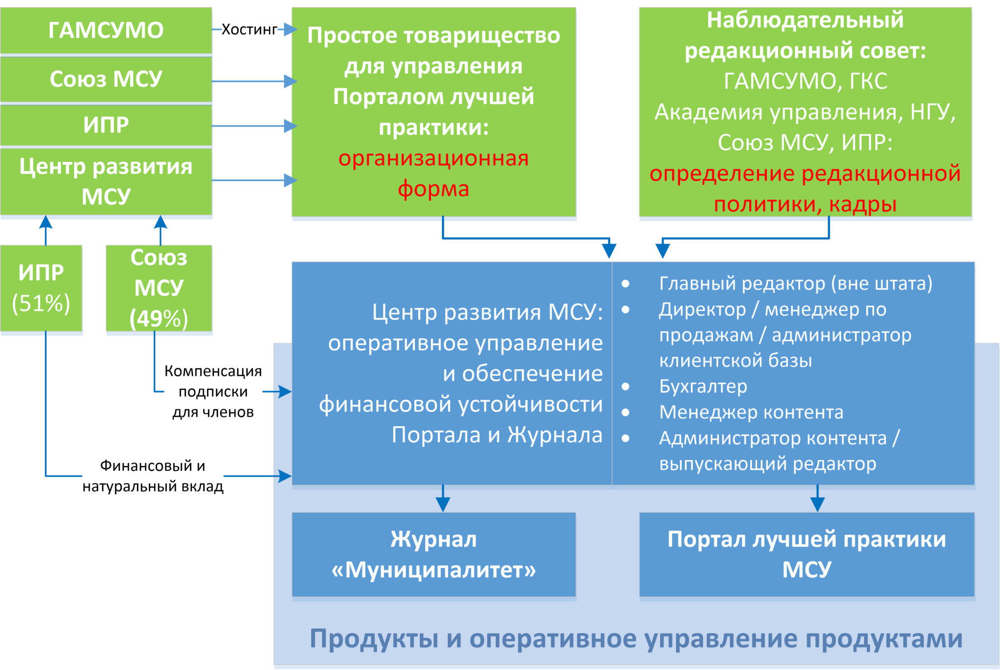 ГАМСУМО
Хостинг
Союз МСУ
ИПР
Центр развития
МСУ
Простое товарищество
для управления
Порталом лучшей
практики:
организационная
форма
Наблюдательный
редакционный совет:
ГАМСУМО, ГКС
Академия управления, НГУ,
Союз МСУ, ИПР:
определение редакционной
политики, кадры
ИПР
(51%)
Союз
МСУ
(49%)
Компенсация
подписки
для членов
Финансовый и
натуральный вклад
Центр развития МСУ:
оперативное управление
и обеспечение
финансовой устойчивости
Портала и Журнала
• Главный редактор (вне штата)
• Директор / менеджер по
продажам / администратор
клиентской базы
• Бухгалтер
• Менеджер контента
• Администратор контента /
выпускающий редактор
Журнал
«Муниципалитет»
Портал лучшей практики
МСУ
Продукты и оперативное управление продуктами